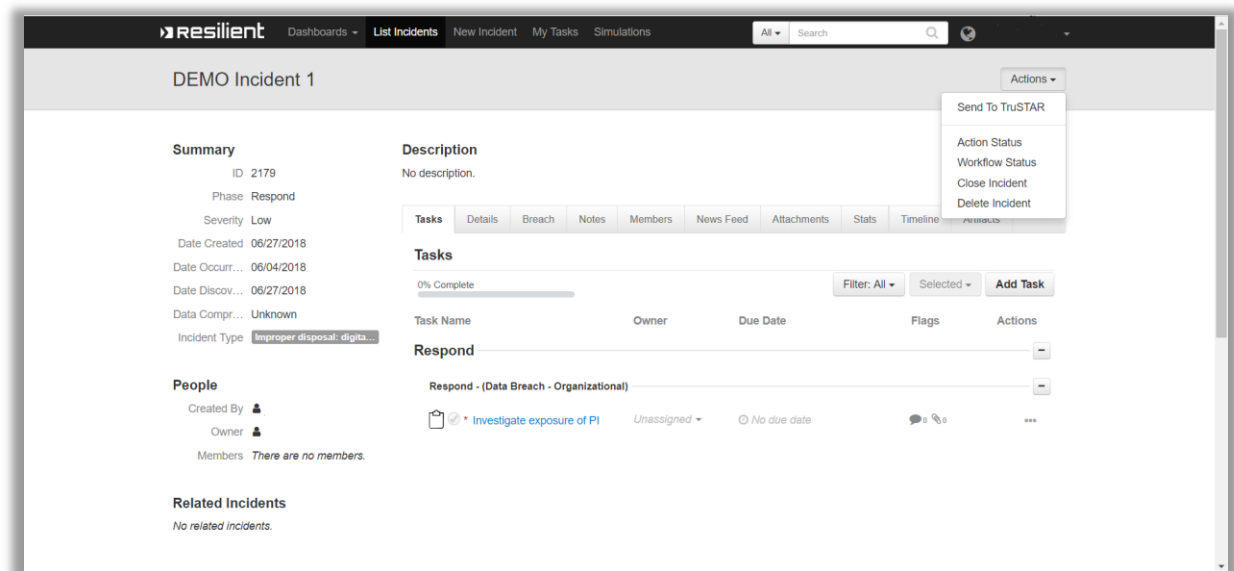 resilient Dashboards List Incidents New Incident My Tasks Simulations All Search
DEMO Incident 1 Actions
Send To TruSTAR
Action Status
Workflow Status
Close Incident
Delete Incident
Summary
ID 2179
Phase Respond
Severity Low
Date Created 06/27/2018
Date Occurr... 06/04/2018
Date Discov... 06/27/2018
Data Compr... Unknown
Incident Type Improper disposal: digita...
People
Created By
Owner
Members There are no members.
Related Incidents
No related incidents.
Description
No description.
Tasks Details Breach Notes Members News Feed Attachments Stats Timeline Artifacts
Tasks
0% Complete Filter: All Selected Add Task
Task Name Owner Due Date Flags Actions
Respond
Respond - (Data Breach - Organizational)
* Investigate exposure of PI Unassigned No due date 0 0